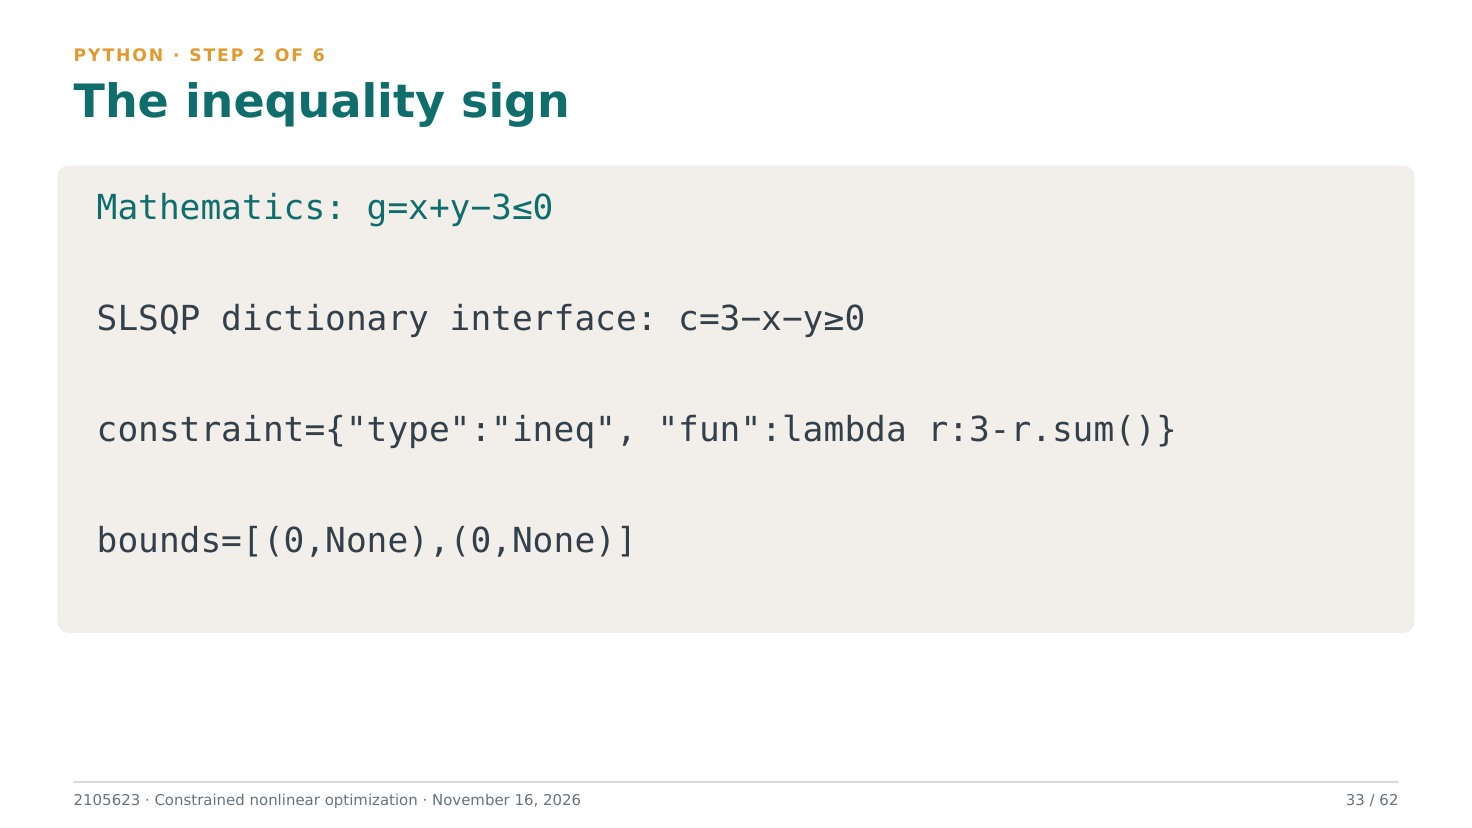 PYTHON · STEP 2 OF 6
The inequality sign
Mathematics: g=x+y−3≤0
SLSQP dictionary interface: c=3−x−y≥0
constraint={"type":"ineq", "fun":lambda r:3-r.sum()}
bounds=[(0,None),(0,None)]
2105623 · Constrained nonlinear optimization · November 16, 2026
33 / 62